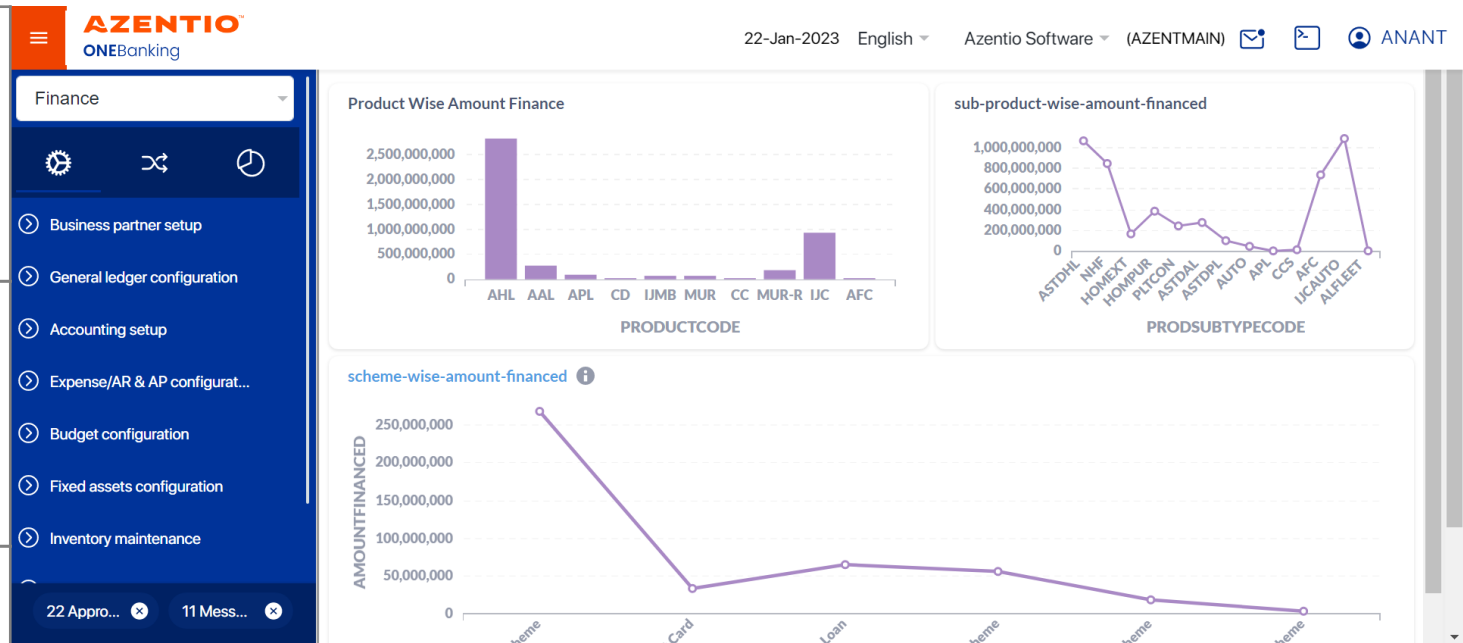 AZENTIO
ONEBanking
22-Jan-2023 English Azentio Software (AZENTMAIN) ANANT
Finance
Business partner setup
General ledger configuration
Accounting setup
Expense/AR & AP configurat...
Budget configuration
Fixed assets configuration
Inventory maintenance
22 Appro... 11 Mess...
Product Wise Amount Finance
2,500,000,000
2,000,000,000
1,500,000,000
1,000,000,000
500,000,000
0
AHL AAL APL CD IJMB MUR CC MUR-R IJC AFC
PRODUCTCODE
sub-product-wise-amount-financed
1,000,000,000
800,000,000
600,000,000
400,000,000
200,000,000
0
ASTDHL NHF HOMEXT HOMPUR PLTCON ASTDAL ASTDPL AUTO APL CCS AFC IJCAUTO ALFLEET
PRODSUBTYPECODE
scheme-wise-amount-financed
AMOUNTFINANCED
250,000,000
200,000,000
150,000,000
100,000,000
50,000,000
0
heme Card Loan heme heme heme